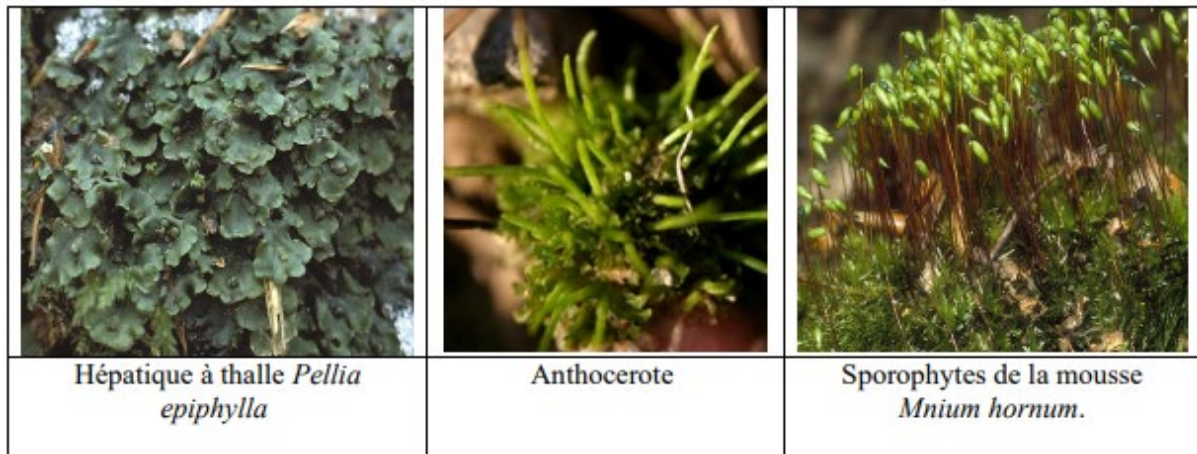 Hépatique à thalle Pellia
epiphylla
Anthocerote
Sporophytes de la mousse
Mnium hornum.